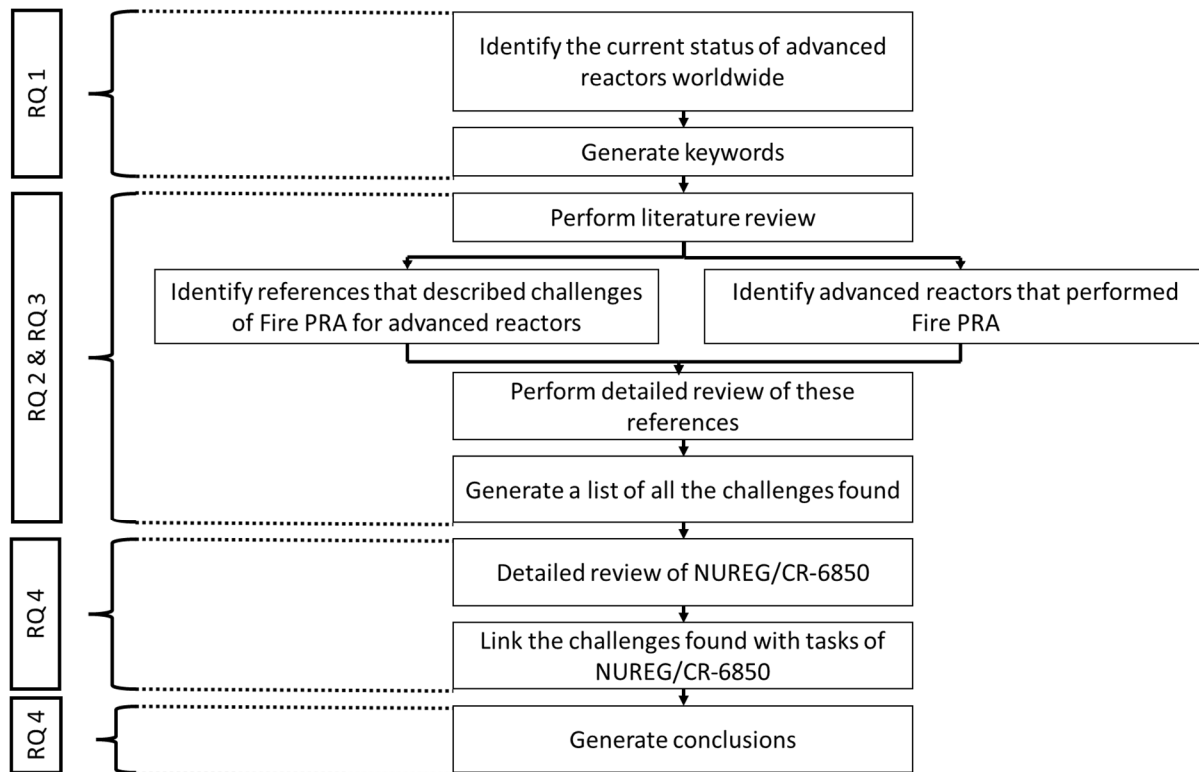 RQ 1
Identify the current status of advanced
reactors worldwide
Generate keywords
RQ 2 & RQ 3
Perform literature review
Identify references that described challenges
of Fire PRA for advanced reactors
Identify advanced reactors that performed
Fire PRA
Perform detailed review of these
references
Generate a list of all the challenges found
RQ 4
Detailed review of NUREG/CR-6850
Link the challenges found with tasks of
NUREG/CR-6850
RQ 4
Generate conclusions